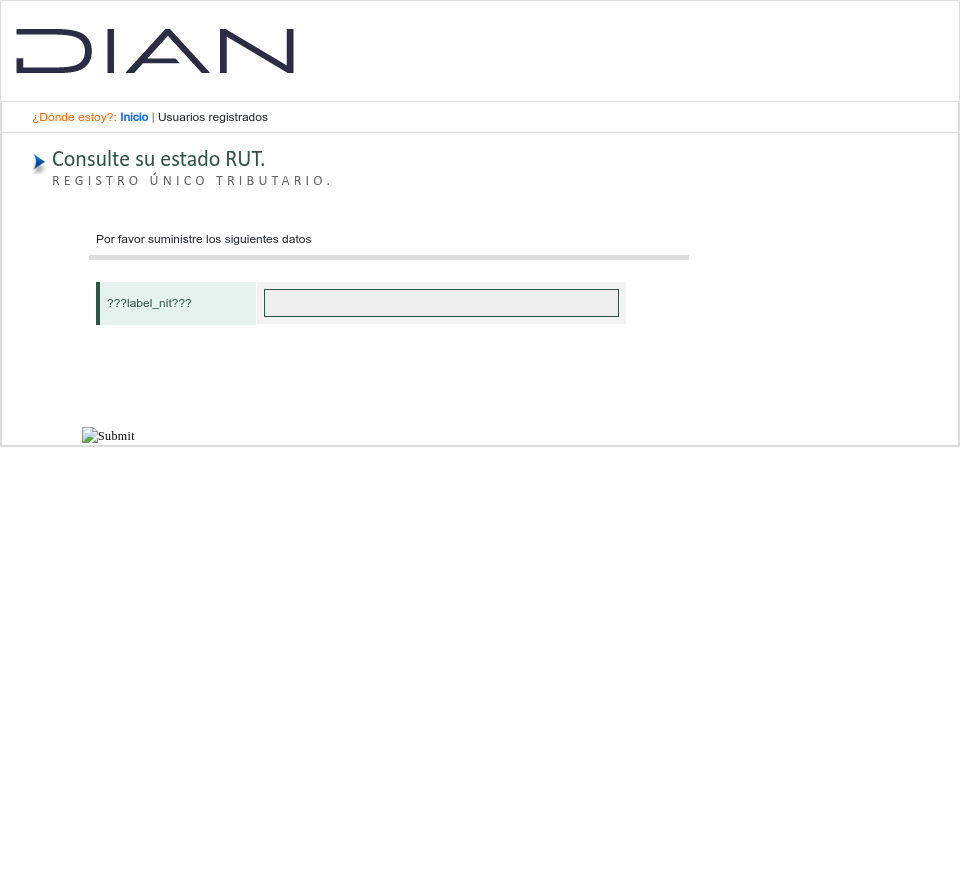 DIAN
¿Dónde estoy?: Inicio | Usuarios registrados
Consulte su estado RUT.
REGISTRO ÚNICO TRIBUTARIO.
Por favor suministre los siguientes datos
???label_nit???
Submit